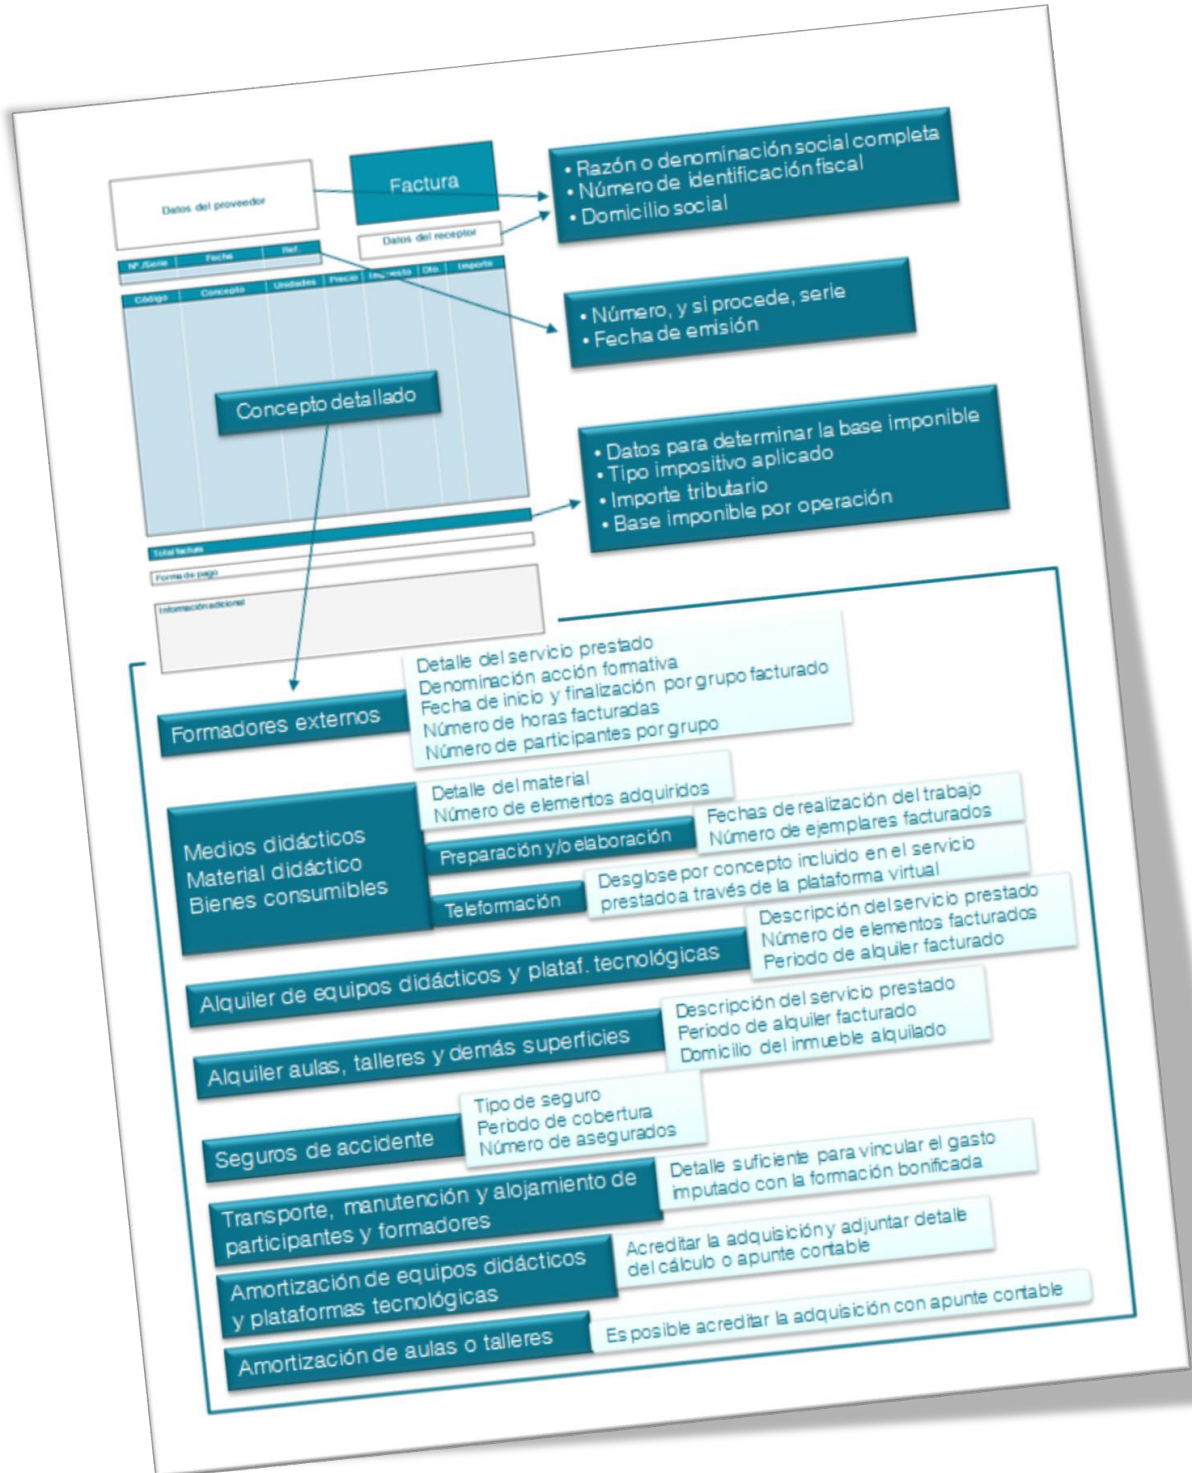 Datos del proveedor
Factura
Datos del receptor
• Razón o denominación social completa
• Número de identificación fiscal
• Domicilio social
Nº./Serie Fecha Ref.
Código Concepto Unidades Precio Impuesto Dto. Importe
• Número, y si procede, serie
• Fecha de emisión
Concepto detallado
• Datos para determinar la base imponible
• Tipo impositivo aplicado
• Importe tributario
• Base imponible por operación
Total factura
Forma de pago
Información adicional
Formadores externos
Detalle del servicio prestado
Denominación acción formativa
Fecha de inicio y finalización por grupo facturado
Número de horas facturadas
Número de participantes por grupo
Medios didácticos
Material didáctico
Bienes consumibles
Detalle del material
Número de elementos adquiridos
Preparación y/o elaboración
Fechas de realización del trabajo
Número de ejemplares facturados
Teleformación
Desglose por concepto incluido en el servicio
prestado a través de la plataforma virtual
Alquiler de equipos didácticos y plataf. tecnológicas
Descripción del servicio prestado
Número de elementos facturados
Periodo de alquiler facturado
Alquiler aulas, talleres y demás superficies
Descripción del servicio prestado
Periodo de alquiler facturado
Domicilio del inmueble alquilado
Seguros de accidente
Tipo de seguro
Periodo de cobertura
Número de asegurados
Transporte, manutención y alojamiento de
participantes y formadores
Detalle suficiente para vincular el gasto
imputado con la formación bonificada
Amortización de equipos didácticos
y plataformas tecnológicas
Acreditar la adquisición y adjuntar detalle
del cálculo o apunte contable
Amortización de aulas o talleres
Es posible acreditar la adquisición con apunte contable